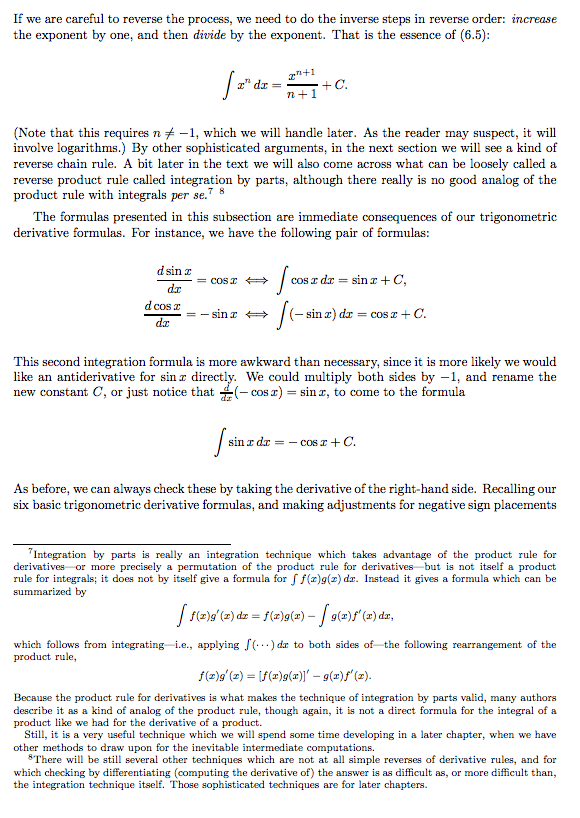 If we are careful to reverse the process, we need to do the inverse steps in reverse order: increase
the exponent by one, and then divide by the exponent. That is the essence of (6.5):
∫ xⁿ dx = xⁿ⁺¹/(n + 1) + C.
(Note that this requires n ≠ −1, which we will handle later. As the reader may suspect, it will
involve logarithms.) By other sophisticated arguments, in the next section we will see a kind of
reverse chain rule. A bit later in the text we will also come across what can be loosely called a
reverse product rule called integration by parts, although there really is no good analog of the
product rule with integrals per se.⁷ ⁸
The formulas presented in this subsection are immediate consequences of our trigonometric
derivative formulas. For instance, we have the following pair of formulas:
d sin x/dx = cos x ⟺ ∫ cos x dx = sin x + C,
d cos x/dx = − sin x ⟺ ∫(− sin x) dx = cos x + C.
This second integration formula is more awkward than necessary, since it is more likely we would
like an antiderivative for sin x directly. We could multiply both sides by −1, and rename the
new constant C, or just notice that d/dx(− cos x) = sin x, to come to the formula
∫ sin x dx = − cos x + C.
As before, we can always check these by taking the derivative of the right-hand side. Recalling our
six basic trigonometric derivative formulas, and making adjustments for negative sign placements
⁷Integration by parts is really an integration technique which takes advantage of the product rule for
derivatives—or more precisely a permutation of the product rule for derivatives—but is not itself a product
rule for integrals; it does not by itself give a formula for ∫ f(x)g(x) dx. Instead it gives a formula which can be
summarized by
∫ f(x)g′(x) dx = f(x)g(x) − ∫ g(x)f′(x) dx,
which follows from integrating—i.e., applying ∫(···) dx to both sides of—the following rearrangement of the
product rule,
f(x)g′(x) = [f(x)g(x)]′ − g(x)f′(x).
Because the product rule for derivatives is what makes the technique of integration by parts valid, many authors
describe it as a kind of analog of the product rule, though again, it is not a direct formula for the integral of a
product like we had for the derivative of a product.
Still, it is a very useful technique which we will spend some time developing in a later chapter, when we have
other methods to draw upon for the inevitable intermediate computations.
⁸There will be still several other techniques which are not at all simple reverses of derivative rules, and for
which checking by differentiating (computing the derivative of) the answer is as difficult as, or more difficult than,
the integration technique itself. Those sophisticated techniques are for later chapters.